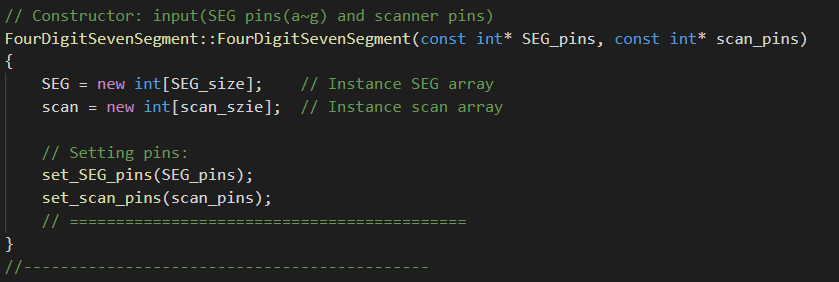 // Constructor: input(SEG pins(a~g) and scanner pins)
FourDigitSevenSegment::FourDigitSevenSegment(const int* SEG_pins, const int* scan_pins)
{
    SEG = new int[SEG_size];    // Instance SEG array
    scan = new int[scan_szie];  // Instance scan array

    // Setting pins:
    set_SEG_pins(SEG_pins);
    set_scan_pins(scan_pins);
    // ===========================================
}
//--------------------------------------------